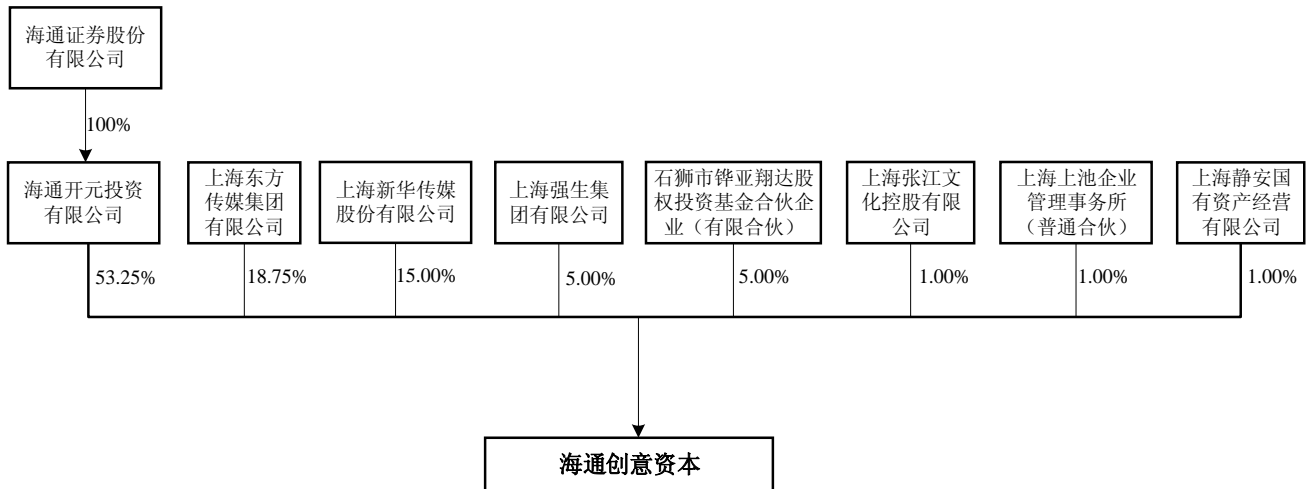 海通证券股份
有限公司
100%
海通开元投资
有限公司
上海东方
传媒集团
有限公司
上海新华传媒
股份有限公司
上海强生集
团有限公司
石狮市铧亚翔达股
权投资基金合伙企
业（有限合伙）
上海张江文
化控股有限
公司
上海上池企业
管理事务所
（普通合伙）
上海静安国
有资产经营
有限公司
53.25%
18.75%
15.00%
5.00%
5.00%
1.00%
1.00%
1.00%
海通创意资本